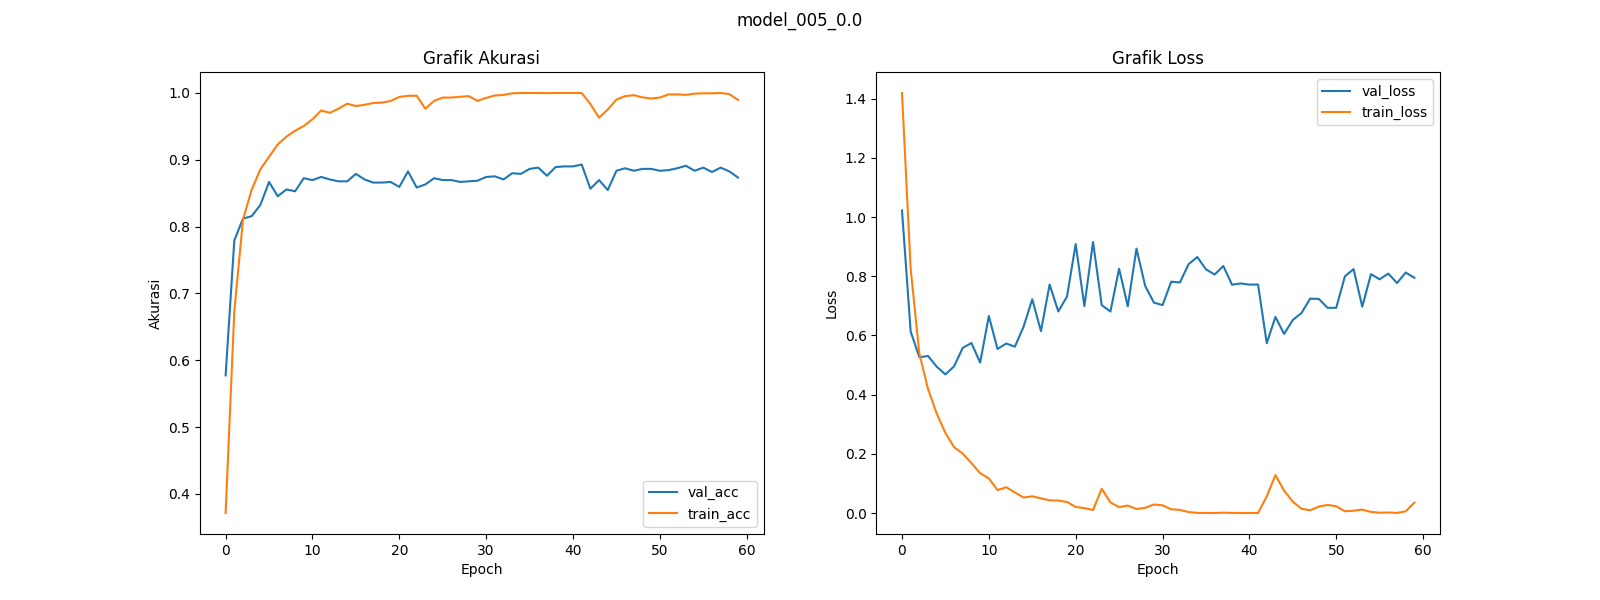 model_005_0.0
Grafik Akurasi
1.0
0.9
0.8
0.7
0.6
0.5
0.4
Akurasi
0 10 20 30 40 50 60
Epoch
val_acc
train_acc
Grafik Loss
1.4
1.2
1.0
0.8
0.6
0.4
0.2
0.0
Loss
0 10 20 30 40 50 60
Epoch
val_loss
train_loss